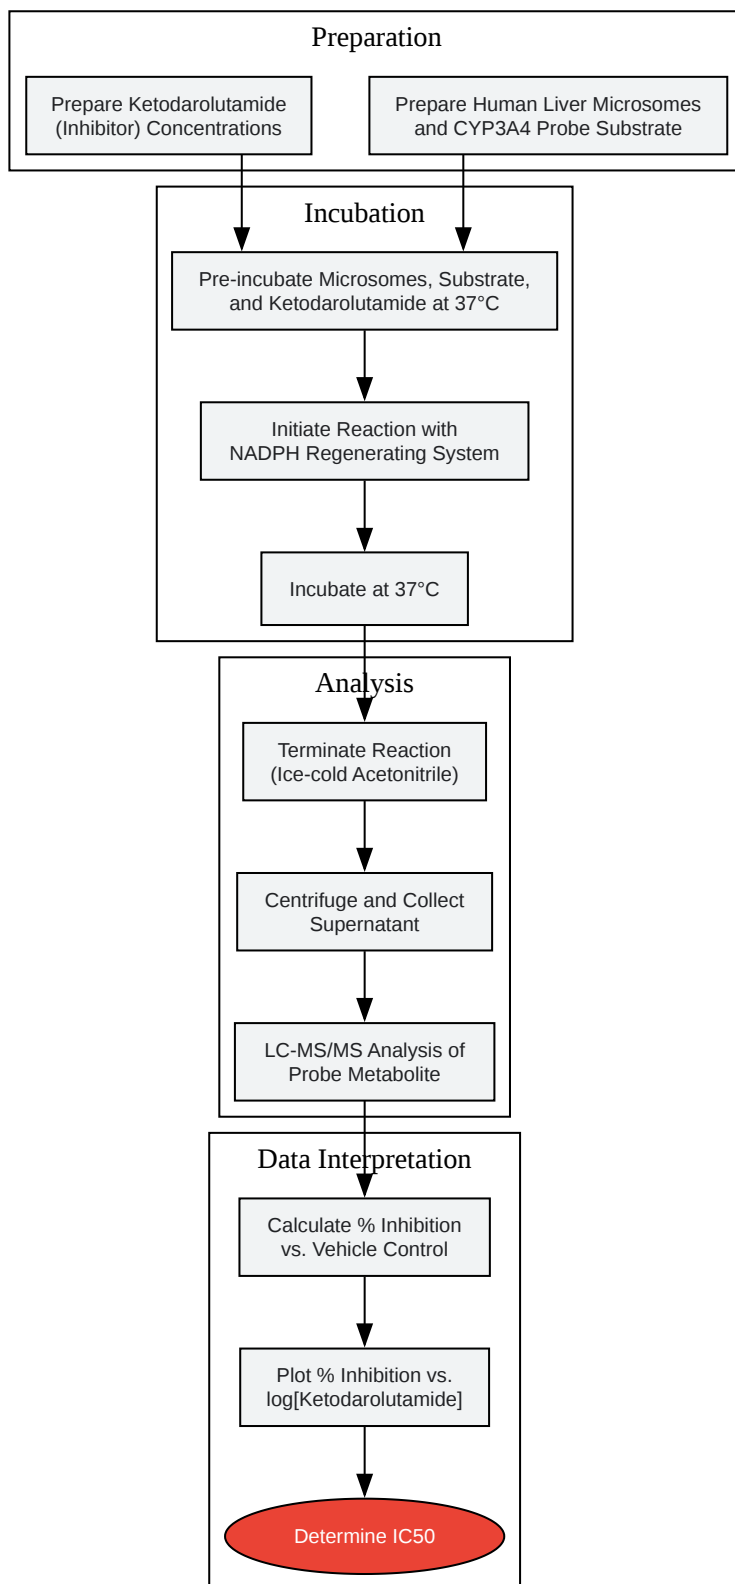 Preparation
Prepare Ketodarolutamide
(Inhibitor) Concentrations
Prepare Human Liver Microsomes
and CYP3A4 Probe Substrate
Incubation
Pre-incubate Microsomes, Substrate,
and Ketodarolutamide at 37°C
Initiate Reaction with
NADPH Regenerating System
Incubate at 37°C
Analysis
Terminate Reaction
(Ice-cold Acetonitrile)
Centrifuge and Collect
Supernatant
LC-MS/MS Analysis of
Probe Metabolite
Data Interpretation
Calculate % Inhibition
vs. Vehicle Control
Plot % Inhibition vs.
log[Ketodarolutamide]
Determine IC50